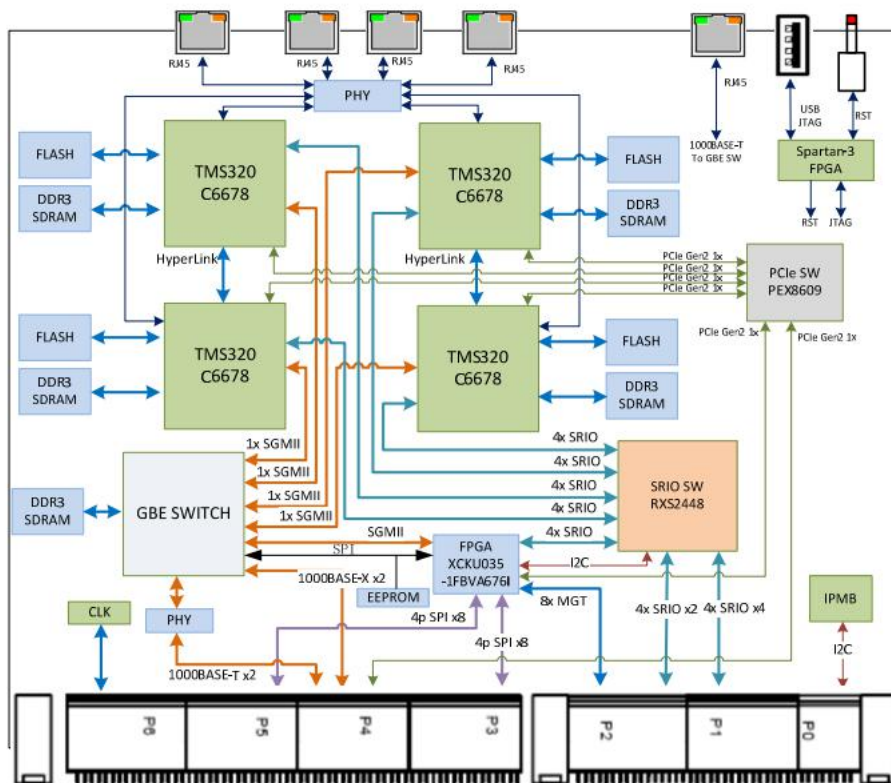 RJ45
RJ45
RJ45
RJ45
RJ45
PHY
USB
JTAG
RST
1000BASE-T
To GBE SW
Spartan-3
FPGA
RST
JTAG
FLASH
TMS320
C6678
TMS320
C6678
FLASH
DDR3
SDRAM
DDR3
SDRAM
HyperLink
HyperLink
PCIe Gen2 1x
PCIe Gen2 1x
PCIe Gen2 1x
PCIe Gen2 1x
PCIe SW
PEX8609
PCIe Gen2 1x
PCIe Gen2 1x
FLASH
TMS320
C6678
TMS320
C6678
FLASH
DDR3
SDRAM
DDR3
SDRAM
1x SGMII
1x SGMII
1x SGMII
1x SGMII
4x SRIO
4x SRIO
4x SRIO
4x SRIO
4x SRIO
SRIO SW
RXS2448
DDR3
SDRAM
GBE SWITCH
SGMII
SPI
FPGA
XCKU035
-1FBVA676I
I2C
1000BASE-X x2
EEPROM
8x MGT
4x SRIO x2
4x SRIO x4
IPMB
CLK
PHY
4p SPI x8
4p SPI x8
I2C
1000BASE-T x2
P6
P5
P4
P3
P2
P1
P0